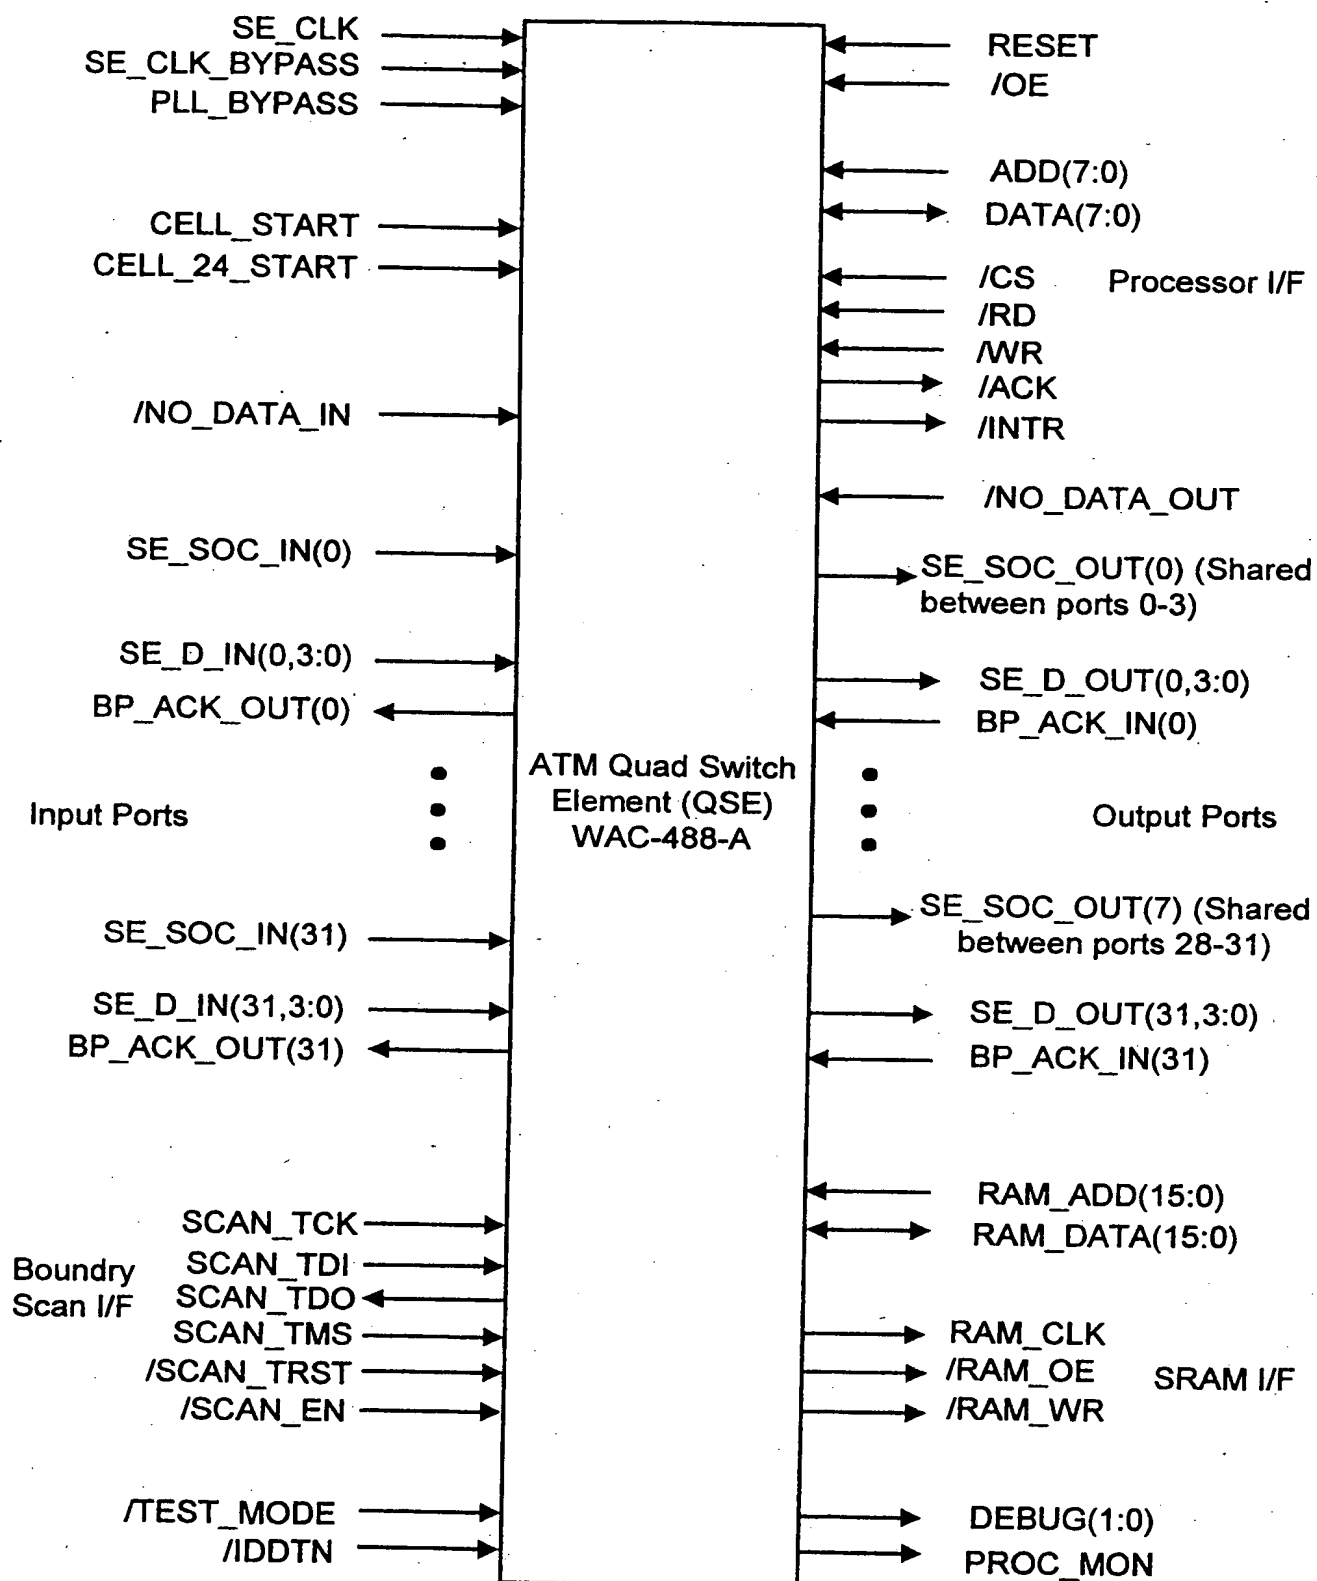 SE_CLK
SE_CLK_BYPASS
PLL_BYPASS
CELL_START
CELL_24_START
/NO_DATA_IN
SE_SOC_IN(0)
SE_D_IN(0,3:0)
BP_ACK_OUT(0)
Input Ports
SE_SOC_IN(31)
SE_D_IN(31,3:0)
BP_ACK_OUT(31)
SCAN_TCK
SCAN_TDI
Boundry
Scan I/F
SCAN_TDO
SCAN_TMS
/SCAN_TRST
/SCAN_EN
/TEST_MODE
/IDDTN
ATM Quad Switch
Element (QSE)
WAC-488-A
RESET
/OE
ADD(7:0)
DATA(7:0)
/CS
Processor I/F
/RD
/WR
/ACK
/INTR
/NO_DATA_OUT
SE_SOC_OUT(0) (Shared
between ports 0-3)
SE_D_OUT(0,3:0)
BP_ACK_IN(0)
Output Ports
SE_SOC_OUT(7) (Shared
between ports 28-31)
SE_D_OUT(31,3:0)
BP_ACK_IN(31)
RAM_ADD(15:0)
RAM_DATA(15:0)
RAM_CLK
/RAM_OE
SRAM I/F
/RAM_WR
DEBUG(1:0)
PROC_MON